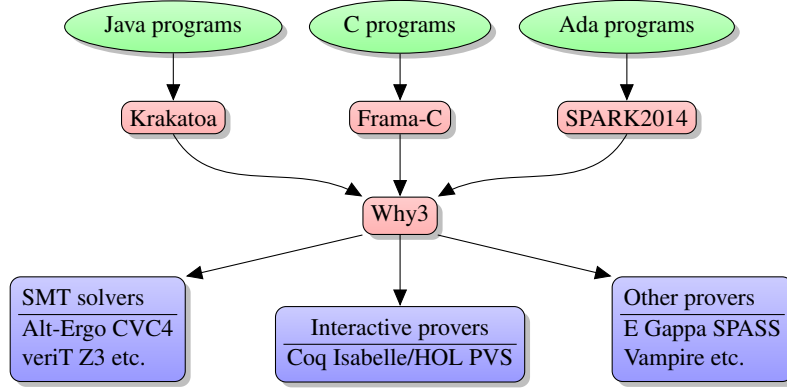 Java programs
C programs
Ada programs
Krakatoa
Frama-C
SPARK2014
Why3
SMT solvers
Alt-Ergo CVC4
veriT Z3 etc.
Interactive provers
Coq Isabelle/HOL PVS
Other provers
E Gappa SPASS
Vampire etc.